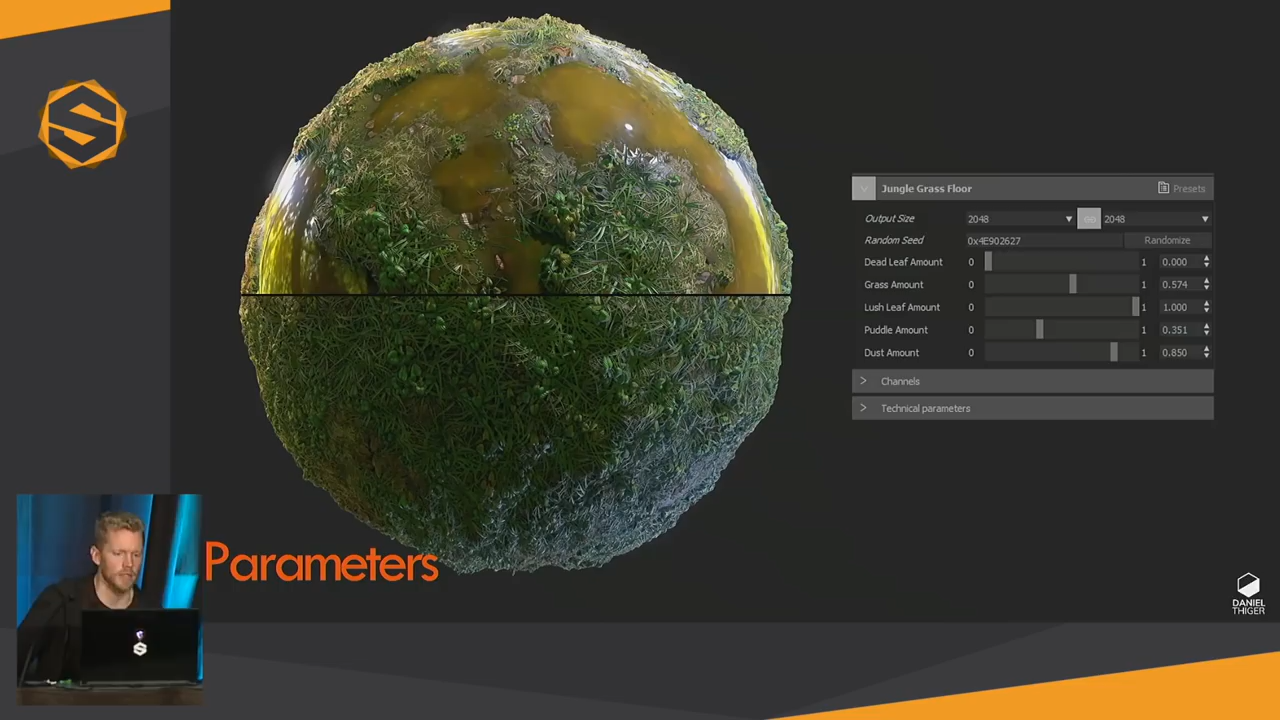 Jungle Grass Floor Presets
Output Size 2048 2048
Random Seed 0x4E902627 Randomize
Dead Leaf Amount 0 1 0.000
Grass Amount 0 1 0.574
Lush Leaf Amount 0 1 1.000
Puddle Amount 0 1 0.351
Dust Amount 0 1 0.850
Channels
Technical parameters
Parameters
DANIEL
THIGER